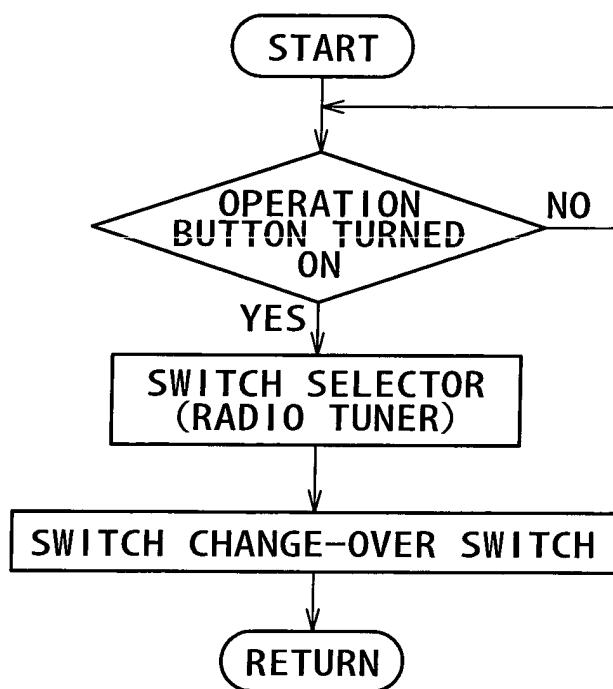 START
OPERATION
BUTTON TURNED
ON
NO
YES
SWITCH SELECTOR
(RADIO TUNER)
SWITCH CHANGE-OVER SWITCH
RETURN